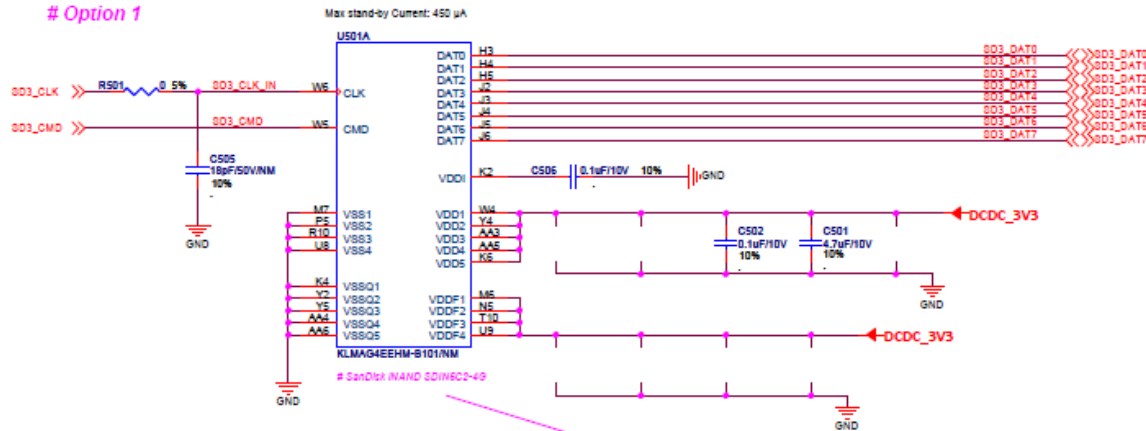 # Option 1
Max stand-by Current: 450 µA
U501A
SD3_CLK
R501
0 5%
SD3_CLK_IN
W6
CLK
SD3_CMD
SD3_CMD
W5
CMD
C505
18pF/50V/NM
10%
GND
DAT0 H3 SD3_DAT0 SD3_DAT0
DAT1 H4 SD3_DAT1 SD3_DAT1
DAT2 H5 SD3_DAT2 SD3_DAT2
DAT3 J2 SD3_DAT3 SD3_DAT3
DAT4 J3 SD3_DAT4 SD3_DAT4
DAT5 J4 SD3_DAT5 SD3_DAT5
DAT6 J5 SD3_DAT6 SD3_DAT6
DAT7 J6 SD3_DAT7 SD3_DAT7
VDDI K2 C506 0.1uF/10V 10% GND
M7 VSS1
P5 VSS2
R10 VSS3
U8 VSS4
K4 VSSQ1
Y2 VSSQ2
Y5 VSSQ3
AA4 VSSQ4
AA6 VSSQ5
GND
VDD1 W4
VDD2 Y4
VDD3 AA3
VDD4 AA5
VDD5 K6
DCDC_3V3
C502
0.1uF/10V
10%
C501
4.7uF/10V
10%
GND
VDDF1 M6
VDDF2 N5
VDDF3 T10
VDDF4 U9
DCDC_3V3
GND
KLMAG4EEHM-B101/NM
# SanDisk INAND SDIN6C2-4G